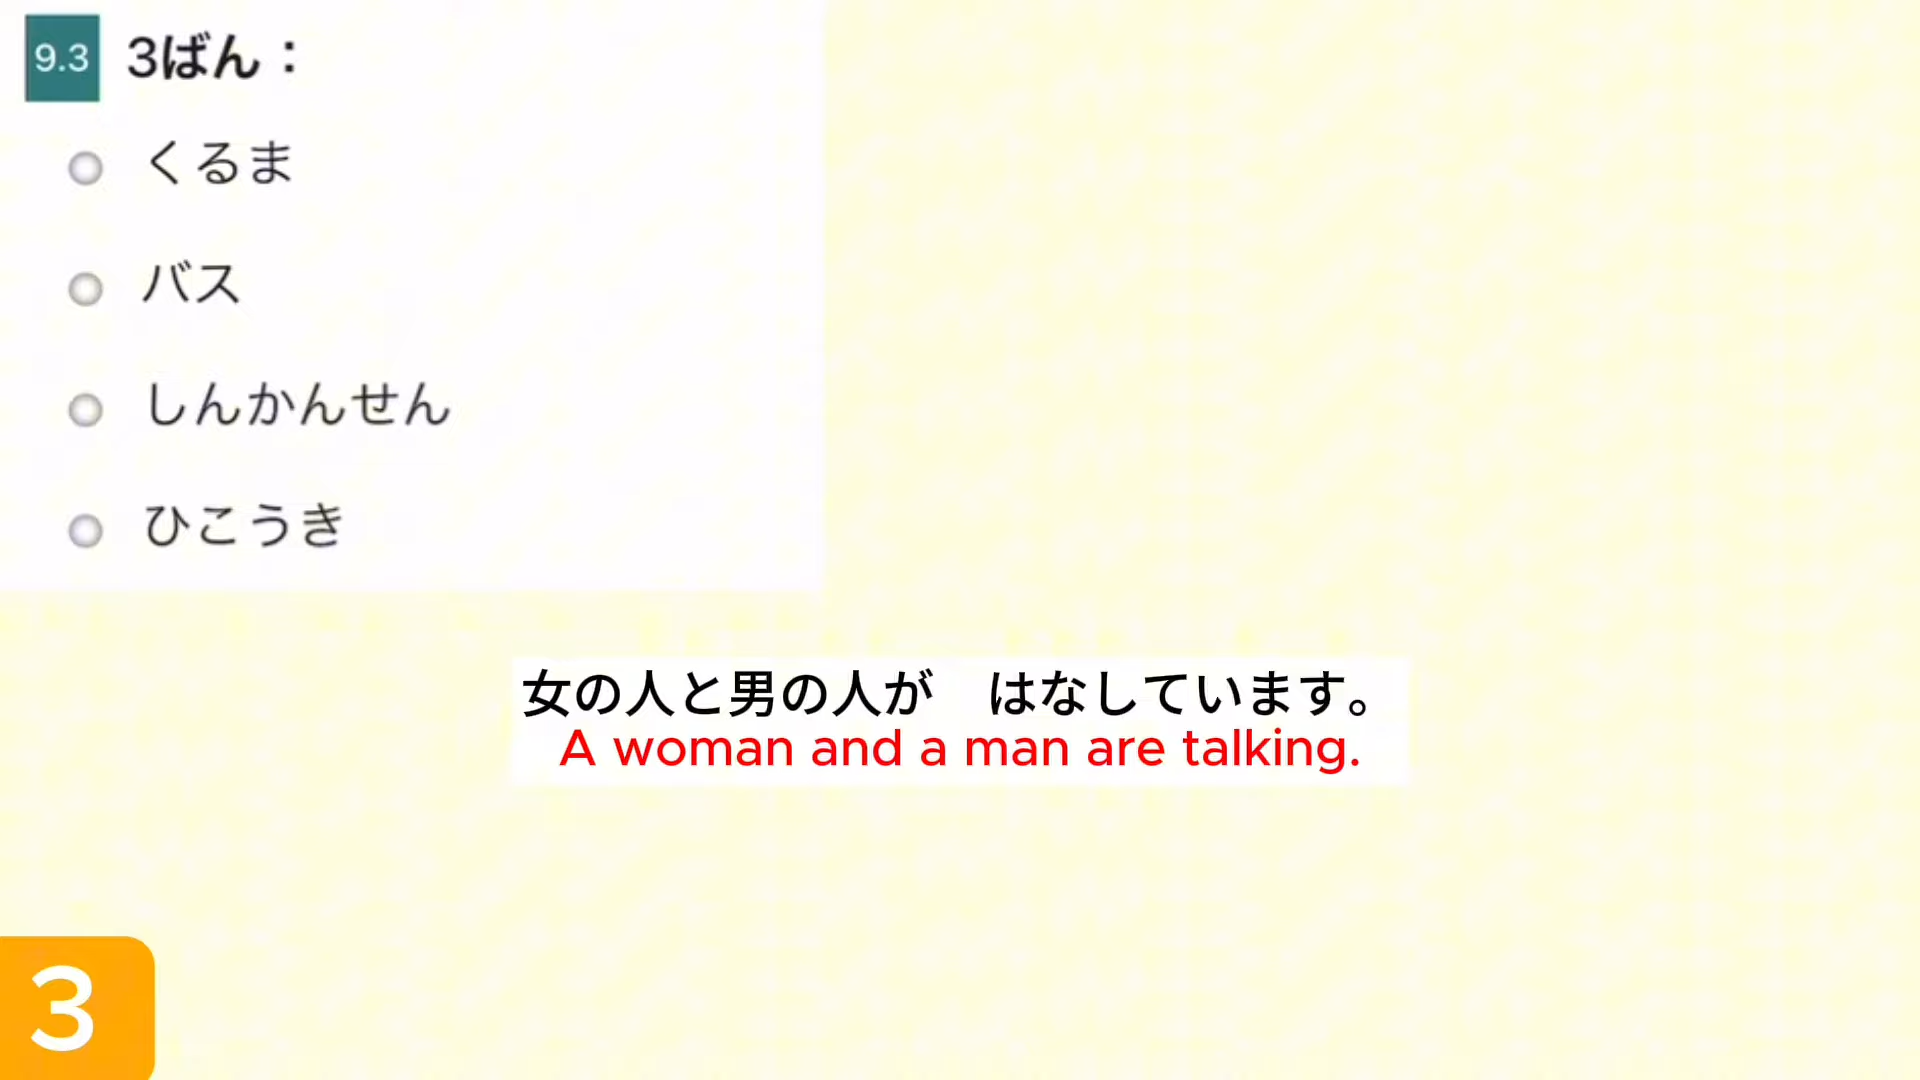 9.3 3ばん：
くるま
バス
しんかんせん
ひこうき
女の人と男の人が　はなしています。
A woman and a man are talking.
3